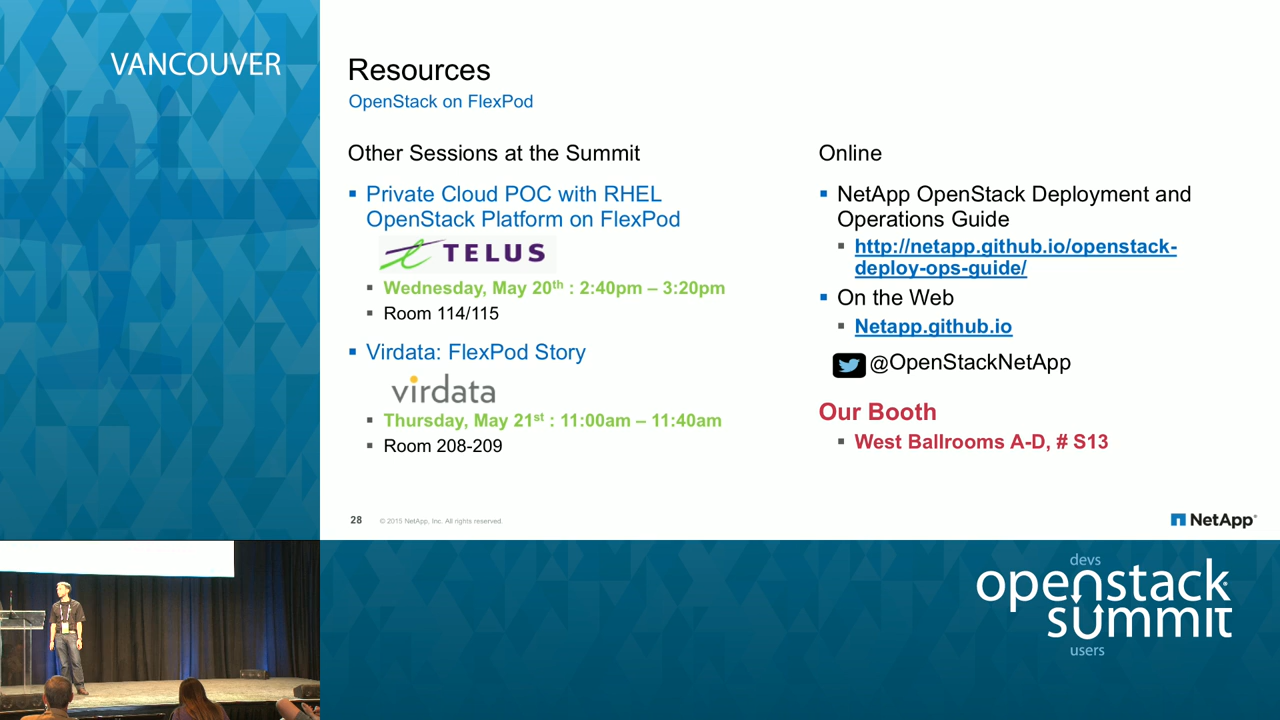 VANCOUVER
Resources
OpenStack on FlexPod
Other Sessions at the Summit
Private Cloud POC with RHEL
OpenStack Platform on FlexPod
TELUS
Wednesday, May 20th : 2:40pm – 3:20pm
Room 114/115
Virdata: FlexPod Story
virdata
Thursday, May 21st : 11:00am – 11:40am
Room 208-209
Online
NetApp OpenStack Deployment and
Operations Guide
http://netapp.github.io/openstack-
deploy-ops-guide/
On the Web
Netapp.github.io
@OpenStackNetApp
Our Booth
West Ballrooms A-D, # S13
28
© 2015 NetApp, Inc. All rights reserved.
NetApp
devs
openstack
summit
users